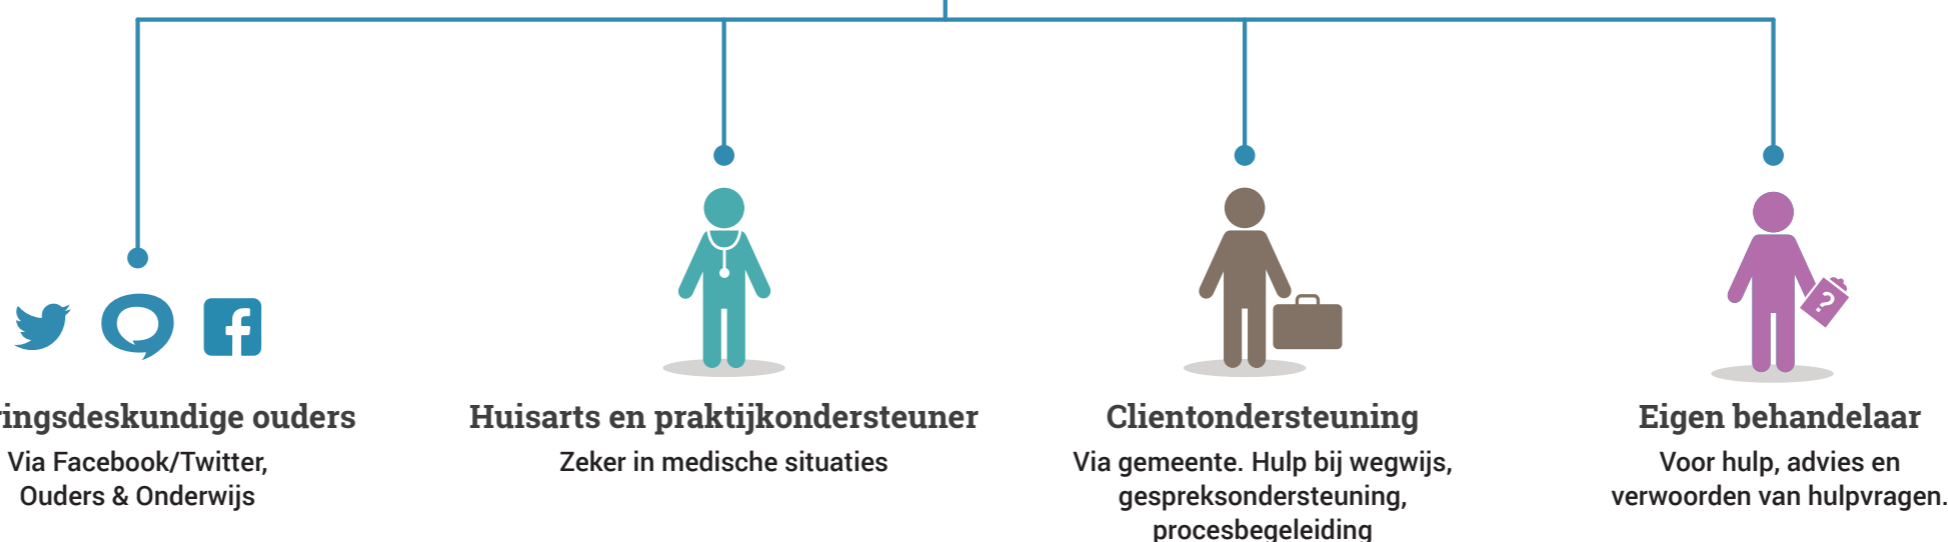 ringsdeskundige ouders
Via Facebook/Twitter,
Ouders & Onderwijs
Huisarts en praktijkondersteuner
Zeker in medische situaties
Clientondersteuning
Via gemeente. Hulp bij wegwijs,
gespreksondersteuning,
procesbegeleiding
Eigen behandelaar
?
Voor hulp, advies en
verwoorden van hulpvragen.